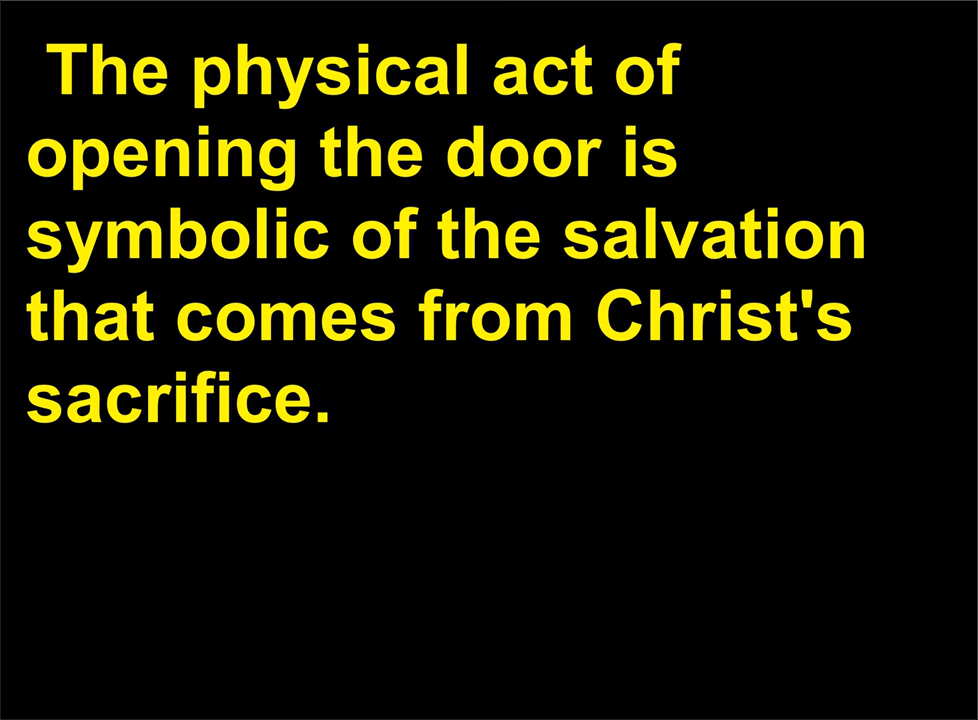 The physical act of
opening the door is
symbolic of the salvation
that comes from Christ's
sacrifice.